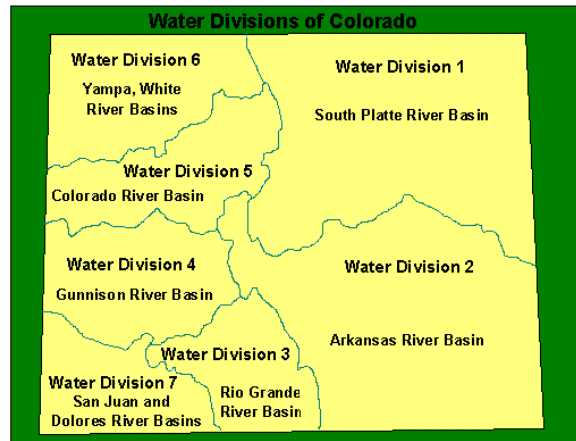 Water Divisions of Colorado
Water Division 6
Yampa, White
River Basins
Water Division 1
South Platte River Basin
Water Division 5
Colorado River Basin
Water Division 4
Gunnison River Basin
Water Division 2
Arkansas River Basin
Water Division 3
Rio Grande
River Basin
Water Division 7
San Juan and
Dolores River Basins